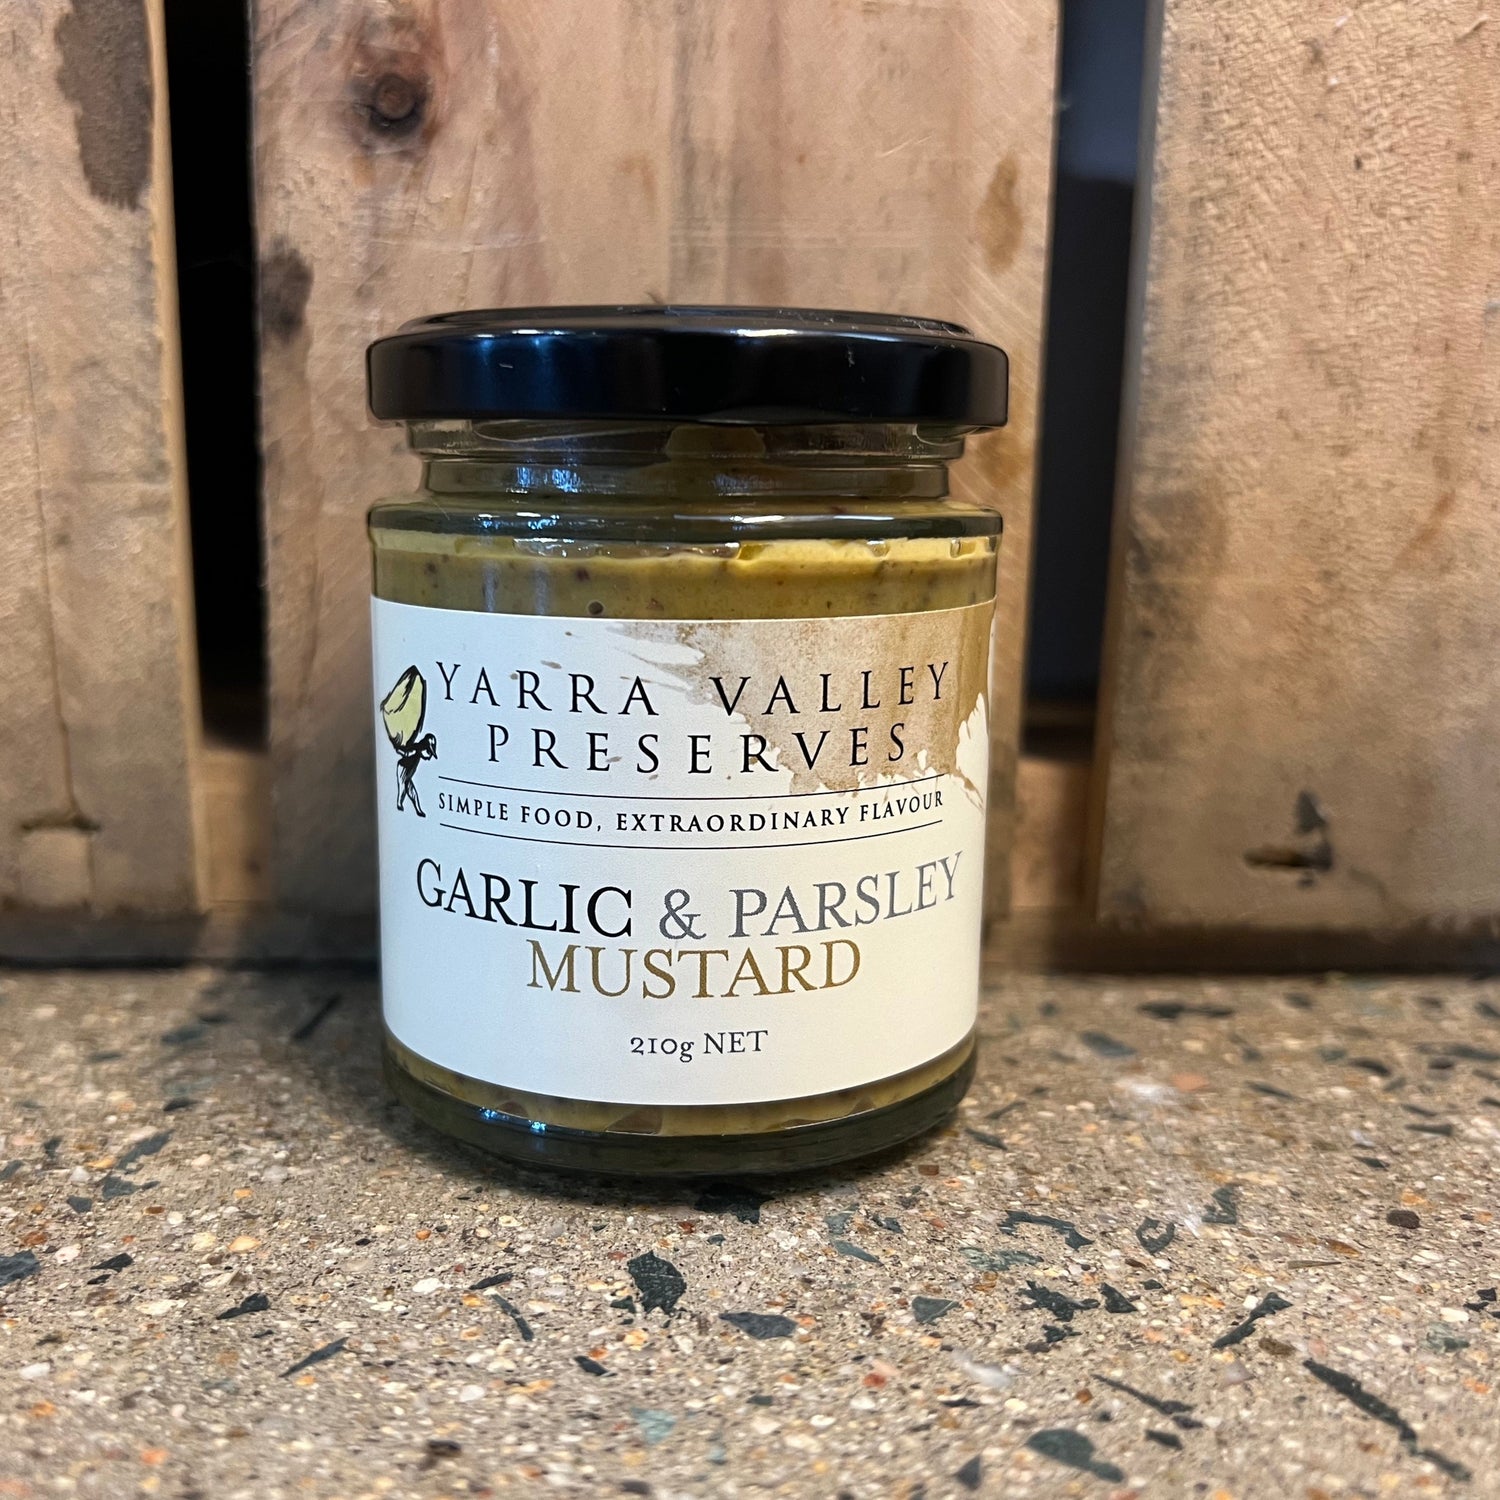 YARRA VALLEY
PRESERVES
SIMPLE FOOD, EXTRAORDINARY FLAVOUR
GARLIC & PARSLEY
MUSTARD
210g NET